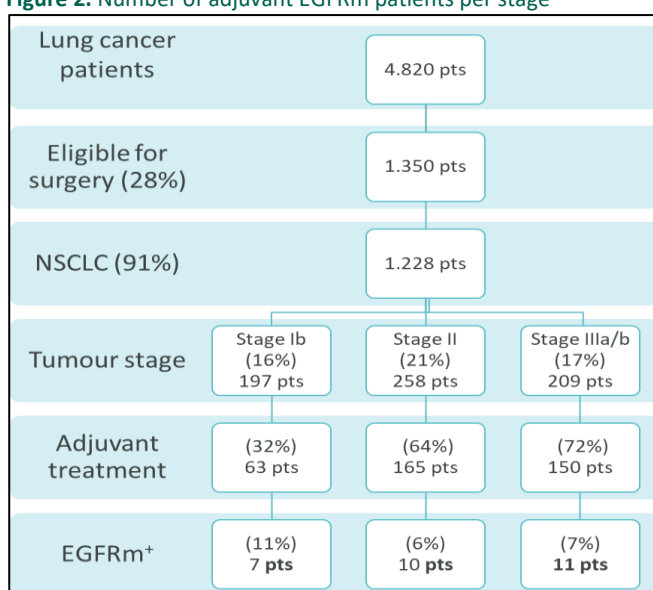 Figure 2. Number of adjuvant EGFRm patients per stage
Lung cancer
patients
4.820 pts
Eligible for
surgery (28%)
1.350 pts
NSCLC (91%)
1.228 pts
Tumour stage
Stage Ib
(16%)
197 pts
Stage II
(21%)
258 pts
Stage IIIa/b
(17%)
209 pts
Adjuvant
treatment
(32%)
63 pts
(64%)
165 pts
(72%)
150 pts
EGFRm⁺
(11%)
7 pts
(6%)
10 pts
(7%)
11 pts